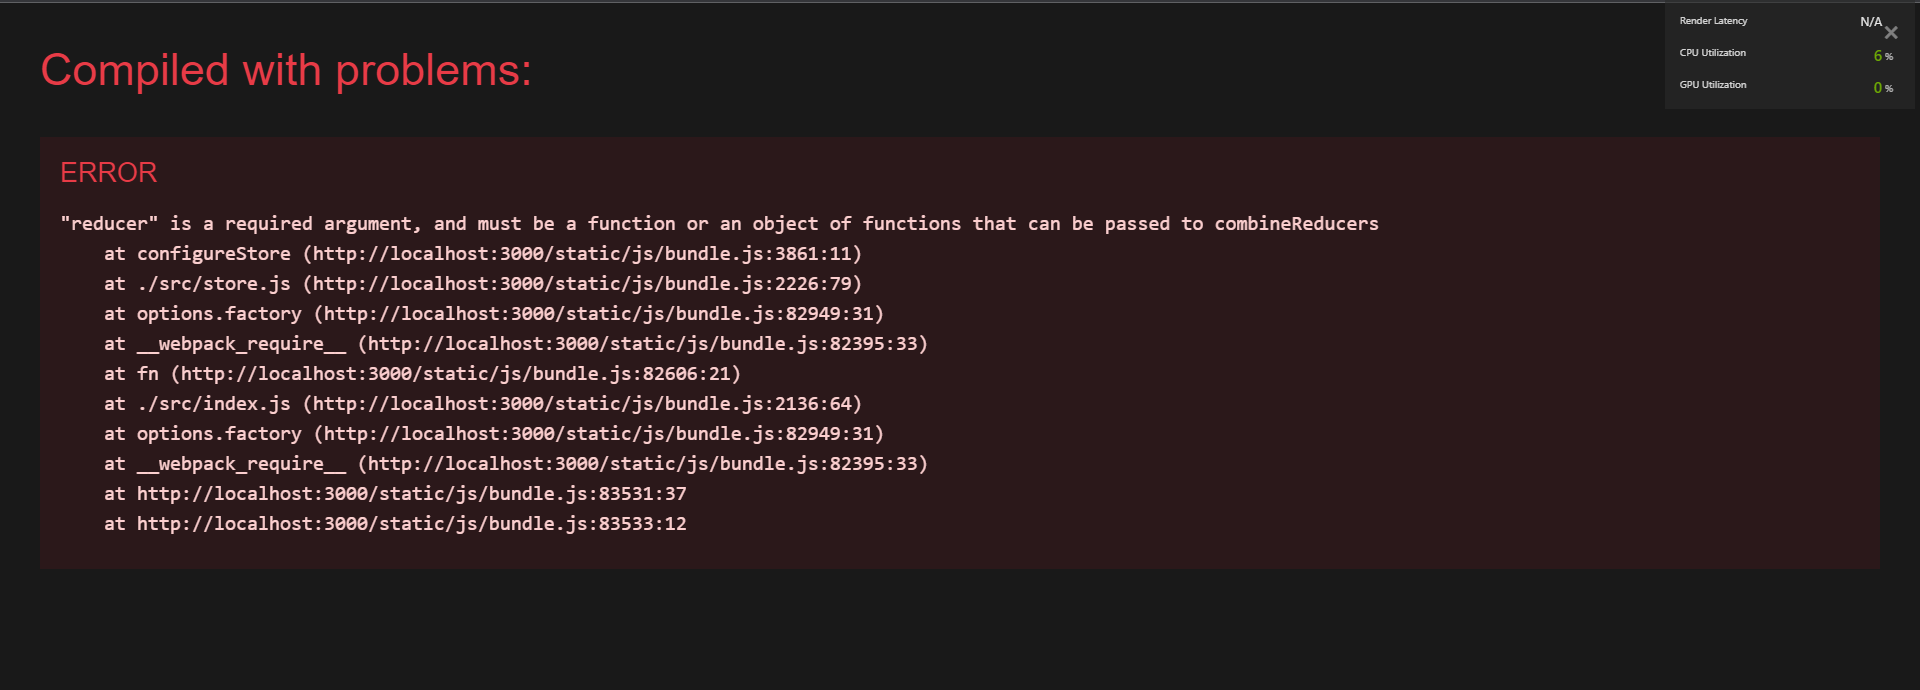 Render Latency N/A
CPU Utilization 6 %
GPU Utilization 0 %
Compiled with problems:
ERROR
"reducer" is a required argument, and must be a function or an object of functions that can be passed to combineReducers
    at configureStore (http://localhost:3000/static/js/bundle.js:3861:11)
    at ./src/store.js (http://localhost:3000/static/js/bundle.js:2226:79)
    at options.factory (http://localhost:3000/static/js/bundle.js:82949:31)
    at __webpack_require__ (http://localhost:3000/static/js/bundle.js:82395:33)
    at fn (http://localhost:3000/static/js/bundle.js:82606:21)
    at ./src/index.js (http://localhost:3000/static/js/bundle.js:2136:64)
    at options.factory (http://localhost:3000/static/js/bundle.js:82949:31)
    at __webpack_require__ (http://localhost:3000/static/js/bundle.js:82395:33)
    at http://localhost:3000/static/js/bundle.js:83531:37
    at http://localhost:3000/static/js/bundle.js:83533:12